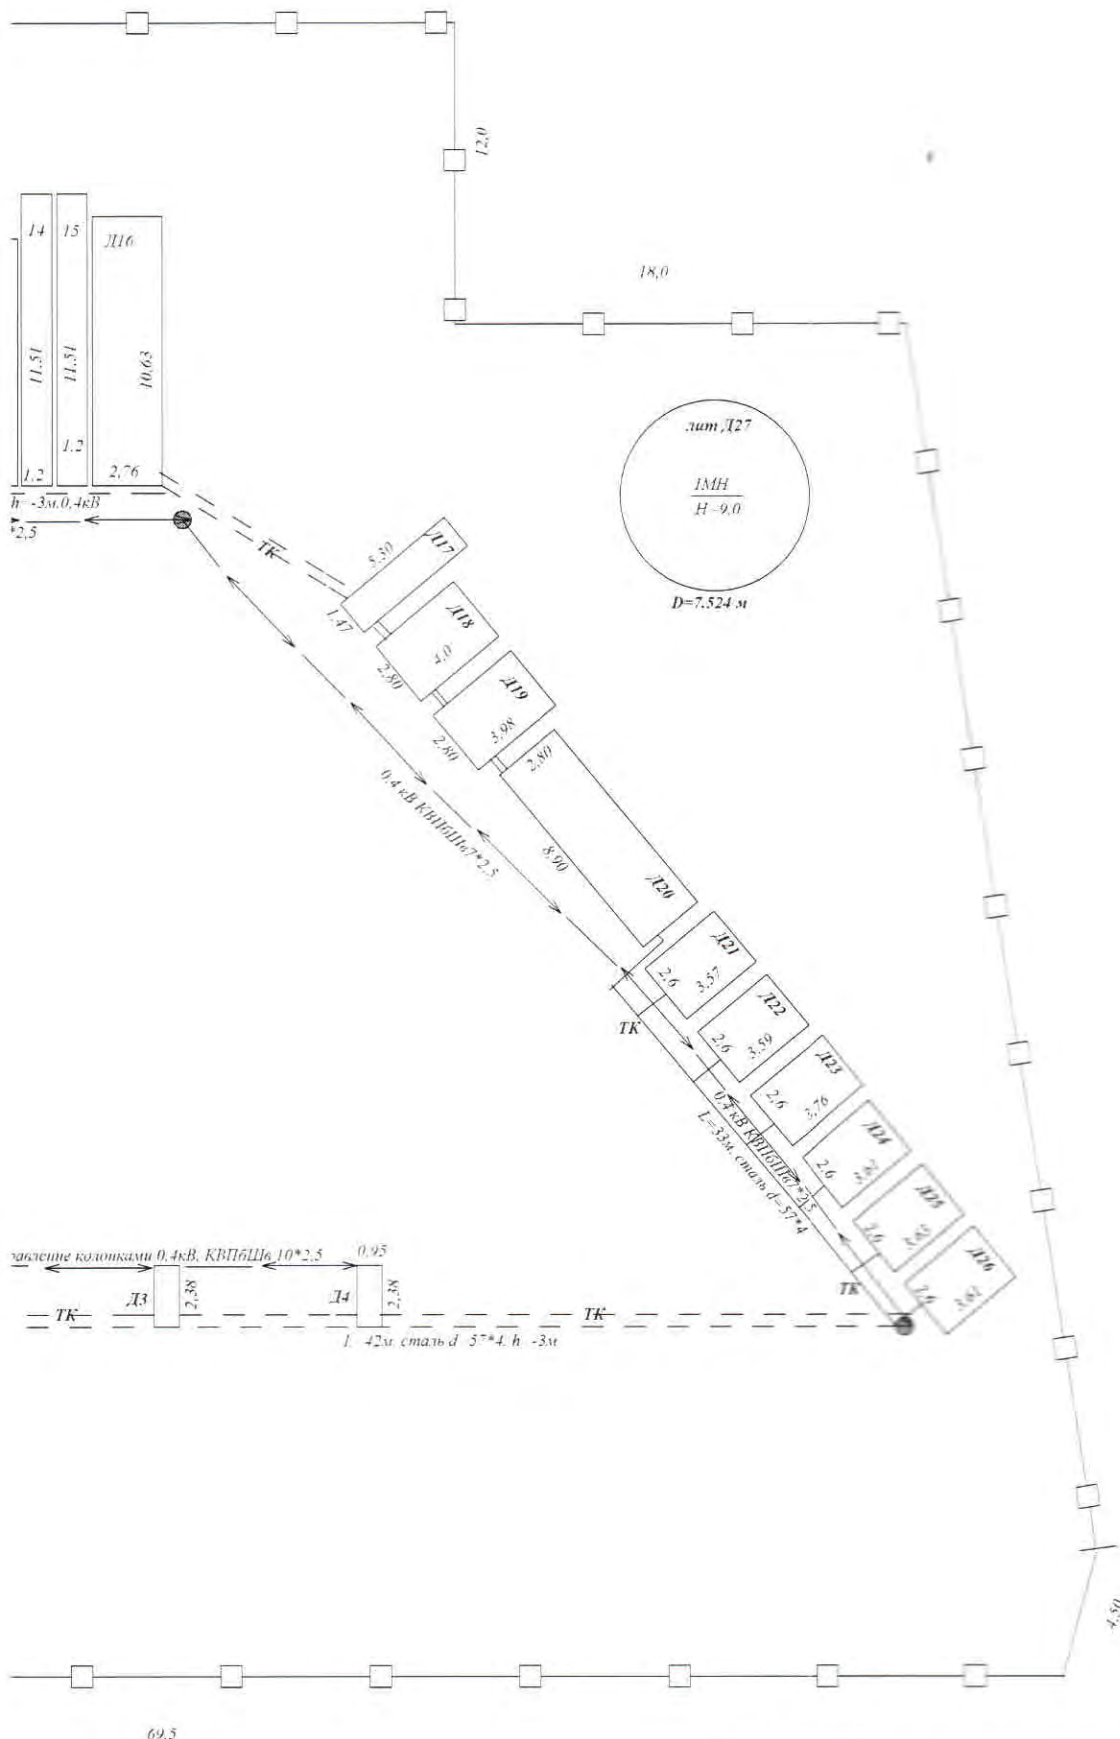 12,0
18,0
14
15
Д16
11.51
11.51
10,63
1,2
1,2
2,76
h=-3м.0,4кВ
*2,5
лит Д27
1МН
Н=9,0
D=7.524 м
ТК
5,30
Д17
1,47
Д18
4,0
2,80
Д19
3,98
2,80
2,80
0,4 кВ КВПбШв7*2,5
8,90
Д20
Д21
2,6
3,57
ТК
Д22
2,6
3.59
Д23
2,6
3,76
0,4 кВ КВПбШв7*2,5
L=33м, сталь d=57*4
Д24
2,6
Д25
2,6
3,63
Д26
2,6
ТК
равление колонками 0,4кВ, КВПбШв 10*2,5
0,95
Д3
2,38
Д4
2,38
ТК
ТК
42м. сталь d 57*4. h -3м
4,50
69,5